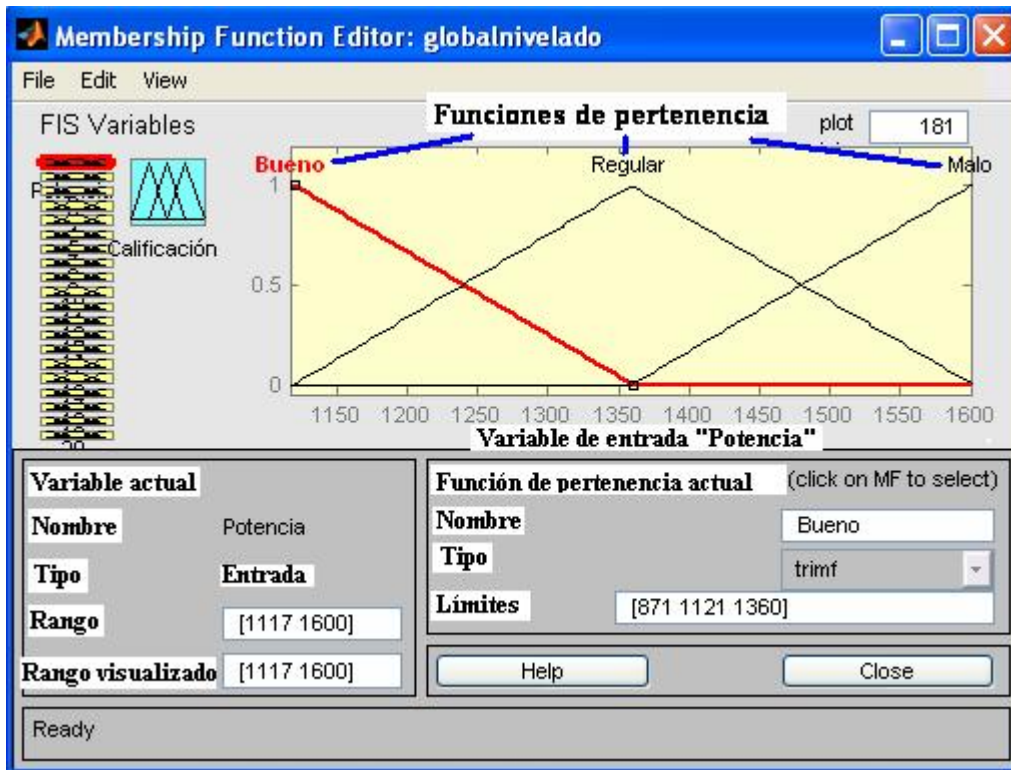 Membership Function Editor: globalnivelado
File Edit View
FIS Variables
Funciones de pertenencia
plot
181
Bueno
Regular
Malo
Calificación
1
0.5
0
1150 1200 1250 1300 1350 1400 1450 1500 1550 1600
Variable de entrada "Potencia"
Variable actual
Nombre Potencia
Tipo Entrada
Rango [1117 1600]
Rango visualizado [1117 1600]
Función de pertenencia actual (click on MF to select)
Nombre Bueno
Tipo trimf
Límites [871 1121 1360]
Help Close
Ready